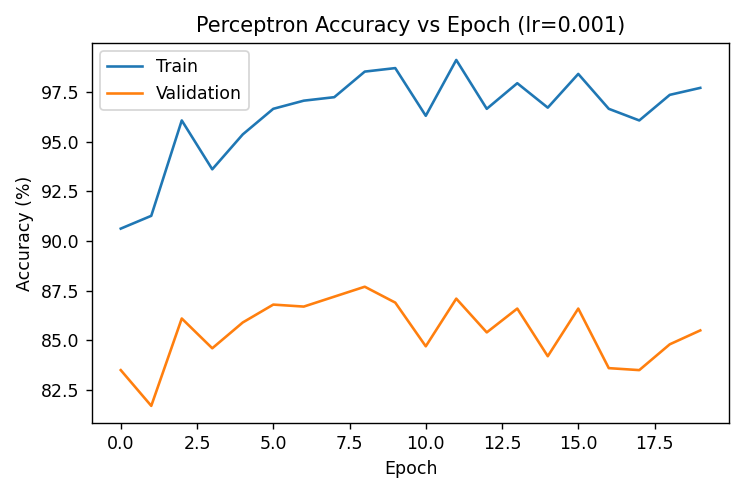 Perceptron Accuracy vs Epoch (lr=0.001)
Train
Validation
Accuracy (%)
97.5
95.0
92.5
90.0
87.5
85.0
82.5
0.0 2.5 5.0 7.5 10.0 12.5 15.0 17.5
Epoch